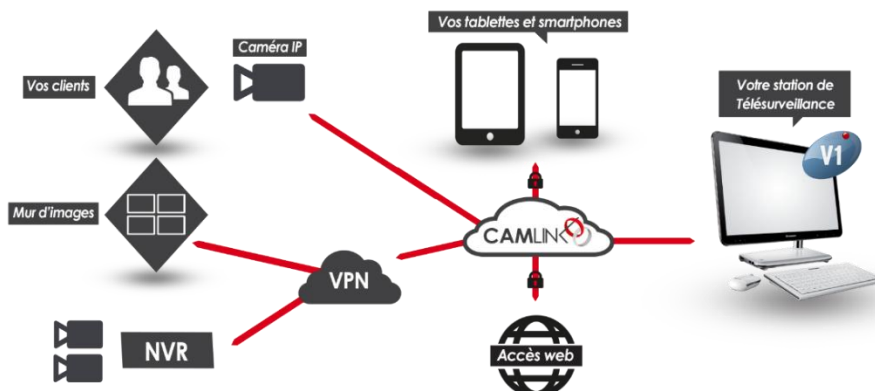 Vos clients
Caméra IP
Vos tablettes et smartphones
Votre station de
Télésurveillance
V1
Mur d'images
CAMLINK
VPN
NVR
Accès web